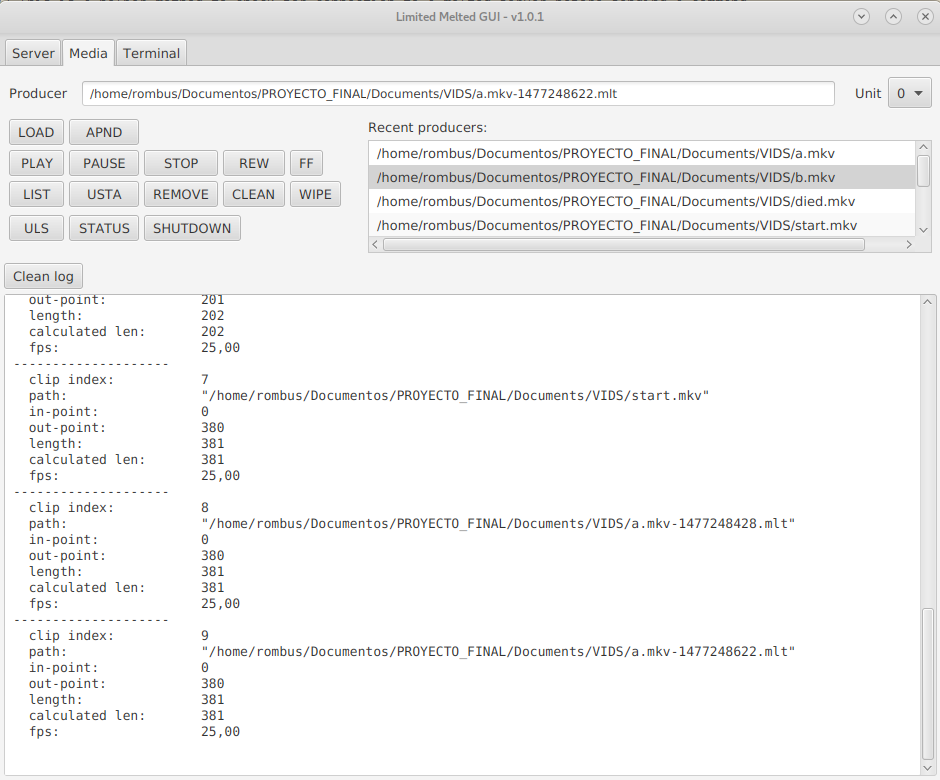 Limited Melted GUI - v1.0.1
Server Media Terminal
Producer /home/rombus/Documentos/PROYECTO_FINAL/Documents/VIDS/a.mkv-1477248622.mlt Unit 0
LOAD APND
Recent producers:
PLAY PAUSE STOP REW FF
LIST USTA REMOVE CLEAN WIPE
ULS STATUS SHUTDOWN
/home/rombus/Documentos/PROYECTO_FINAL/Documents/VIDS/a.mkv
/home/rombus/Documentos/PROYECTO_FINAL/Documents/VIDS/b.mkv
/home/rombus/Documentos/PROYECTO_FINAL/Documents/VIDS/died.mkv
/home/rombus/Documentos/PROYECTO_FINAL/Documents/VIDS/start.mkv
Clean log
out-point: 201
length: 202
calculated len: 202
fps: 25,00
--------------------
clip index: 7
path: "/home/rombus/Documentos/PROYECTO_FINAL/Documents/VIDS/start.mkv"
in-point: 0
out-point: 380
length: 381
calculated len: 381
fps: 25,00
--------------------
clip index: 8
path: "/home/rombus/Documentos/PROYECTO_FINAL/Documents/VIDS/a.mkv-1477248428.mlt"
in-point: 0
out-point: 380
length: 381
calculated len: 381
fps: 25,00
--------------------
clip index: 9
path: "/home/rombus/Documentos/PROYECTO_FINAL/Documents/VIDS/a.mkv-1477248622.mlt"
in-point: 0
out-point: 380
length: 381
calculated len: 381
fps: 25,00